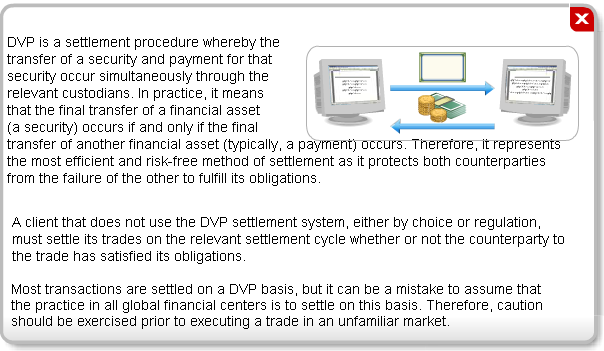 DVP is a settlement procedure whereby the
transfer of a security and payment for that
security occur simultaneously through the
relevant custodians. In practice, it means
that the final transfer of a financial asset
(a security) occurs if and only if the final
transfer of another financial asset (typically, a payment) occurs. Therefore, it represents
the most efficient and risk-free method of settlement as it protects both counterparties
from the failure of the other to fulfill its obligations.
A client that does not use the DVP settlement system, either by choice or regulation,
must settle its trades on the relevant settlement cycle whether or not the counterparty to
the trade has satisfied its obligations.
Most transactions are settled on a DVP basis, but it can be a mistake to assume that
the practice in all global financial centers is to settle on this basis. Therefore, caution
should be exercised prior to executing a trade in an unfamiliar market.